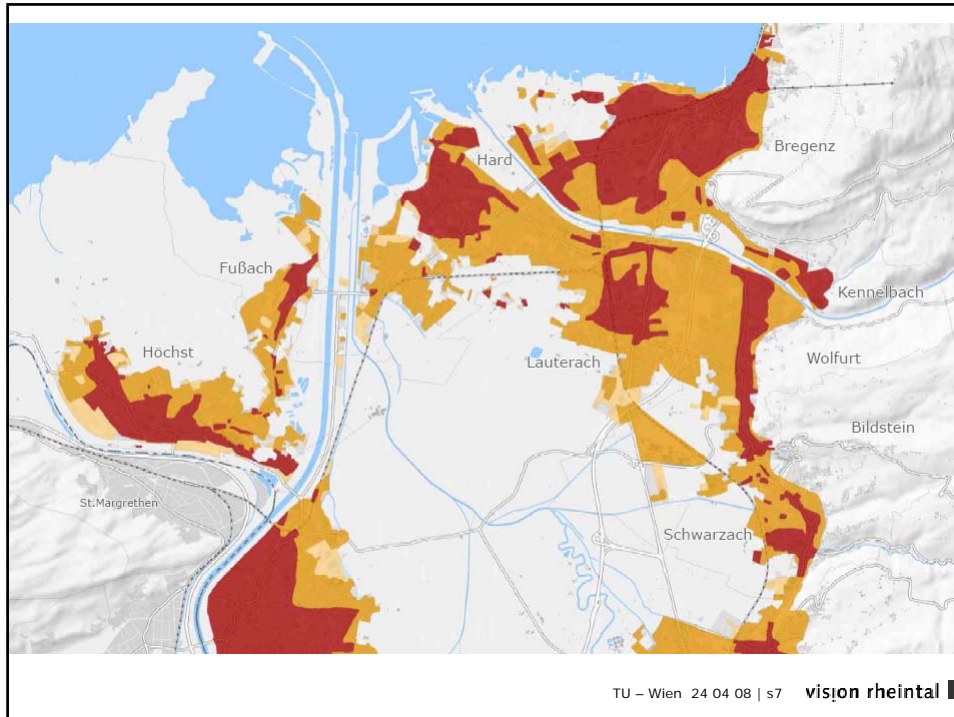 Bregenz
Hard
Fußach
Kennelbach
Höchst
Lauterach
Wolfurt
Bildstein
St.Margrethen
Schwarzach
TU – Wien 24 04 08 | s7 vision rheintal